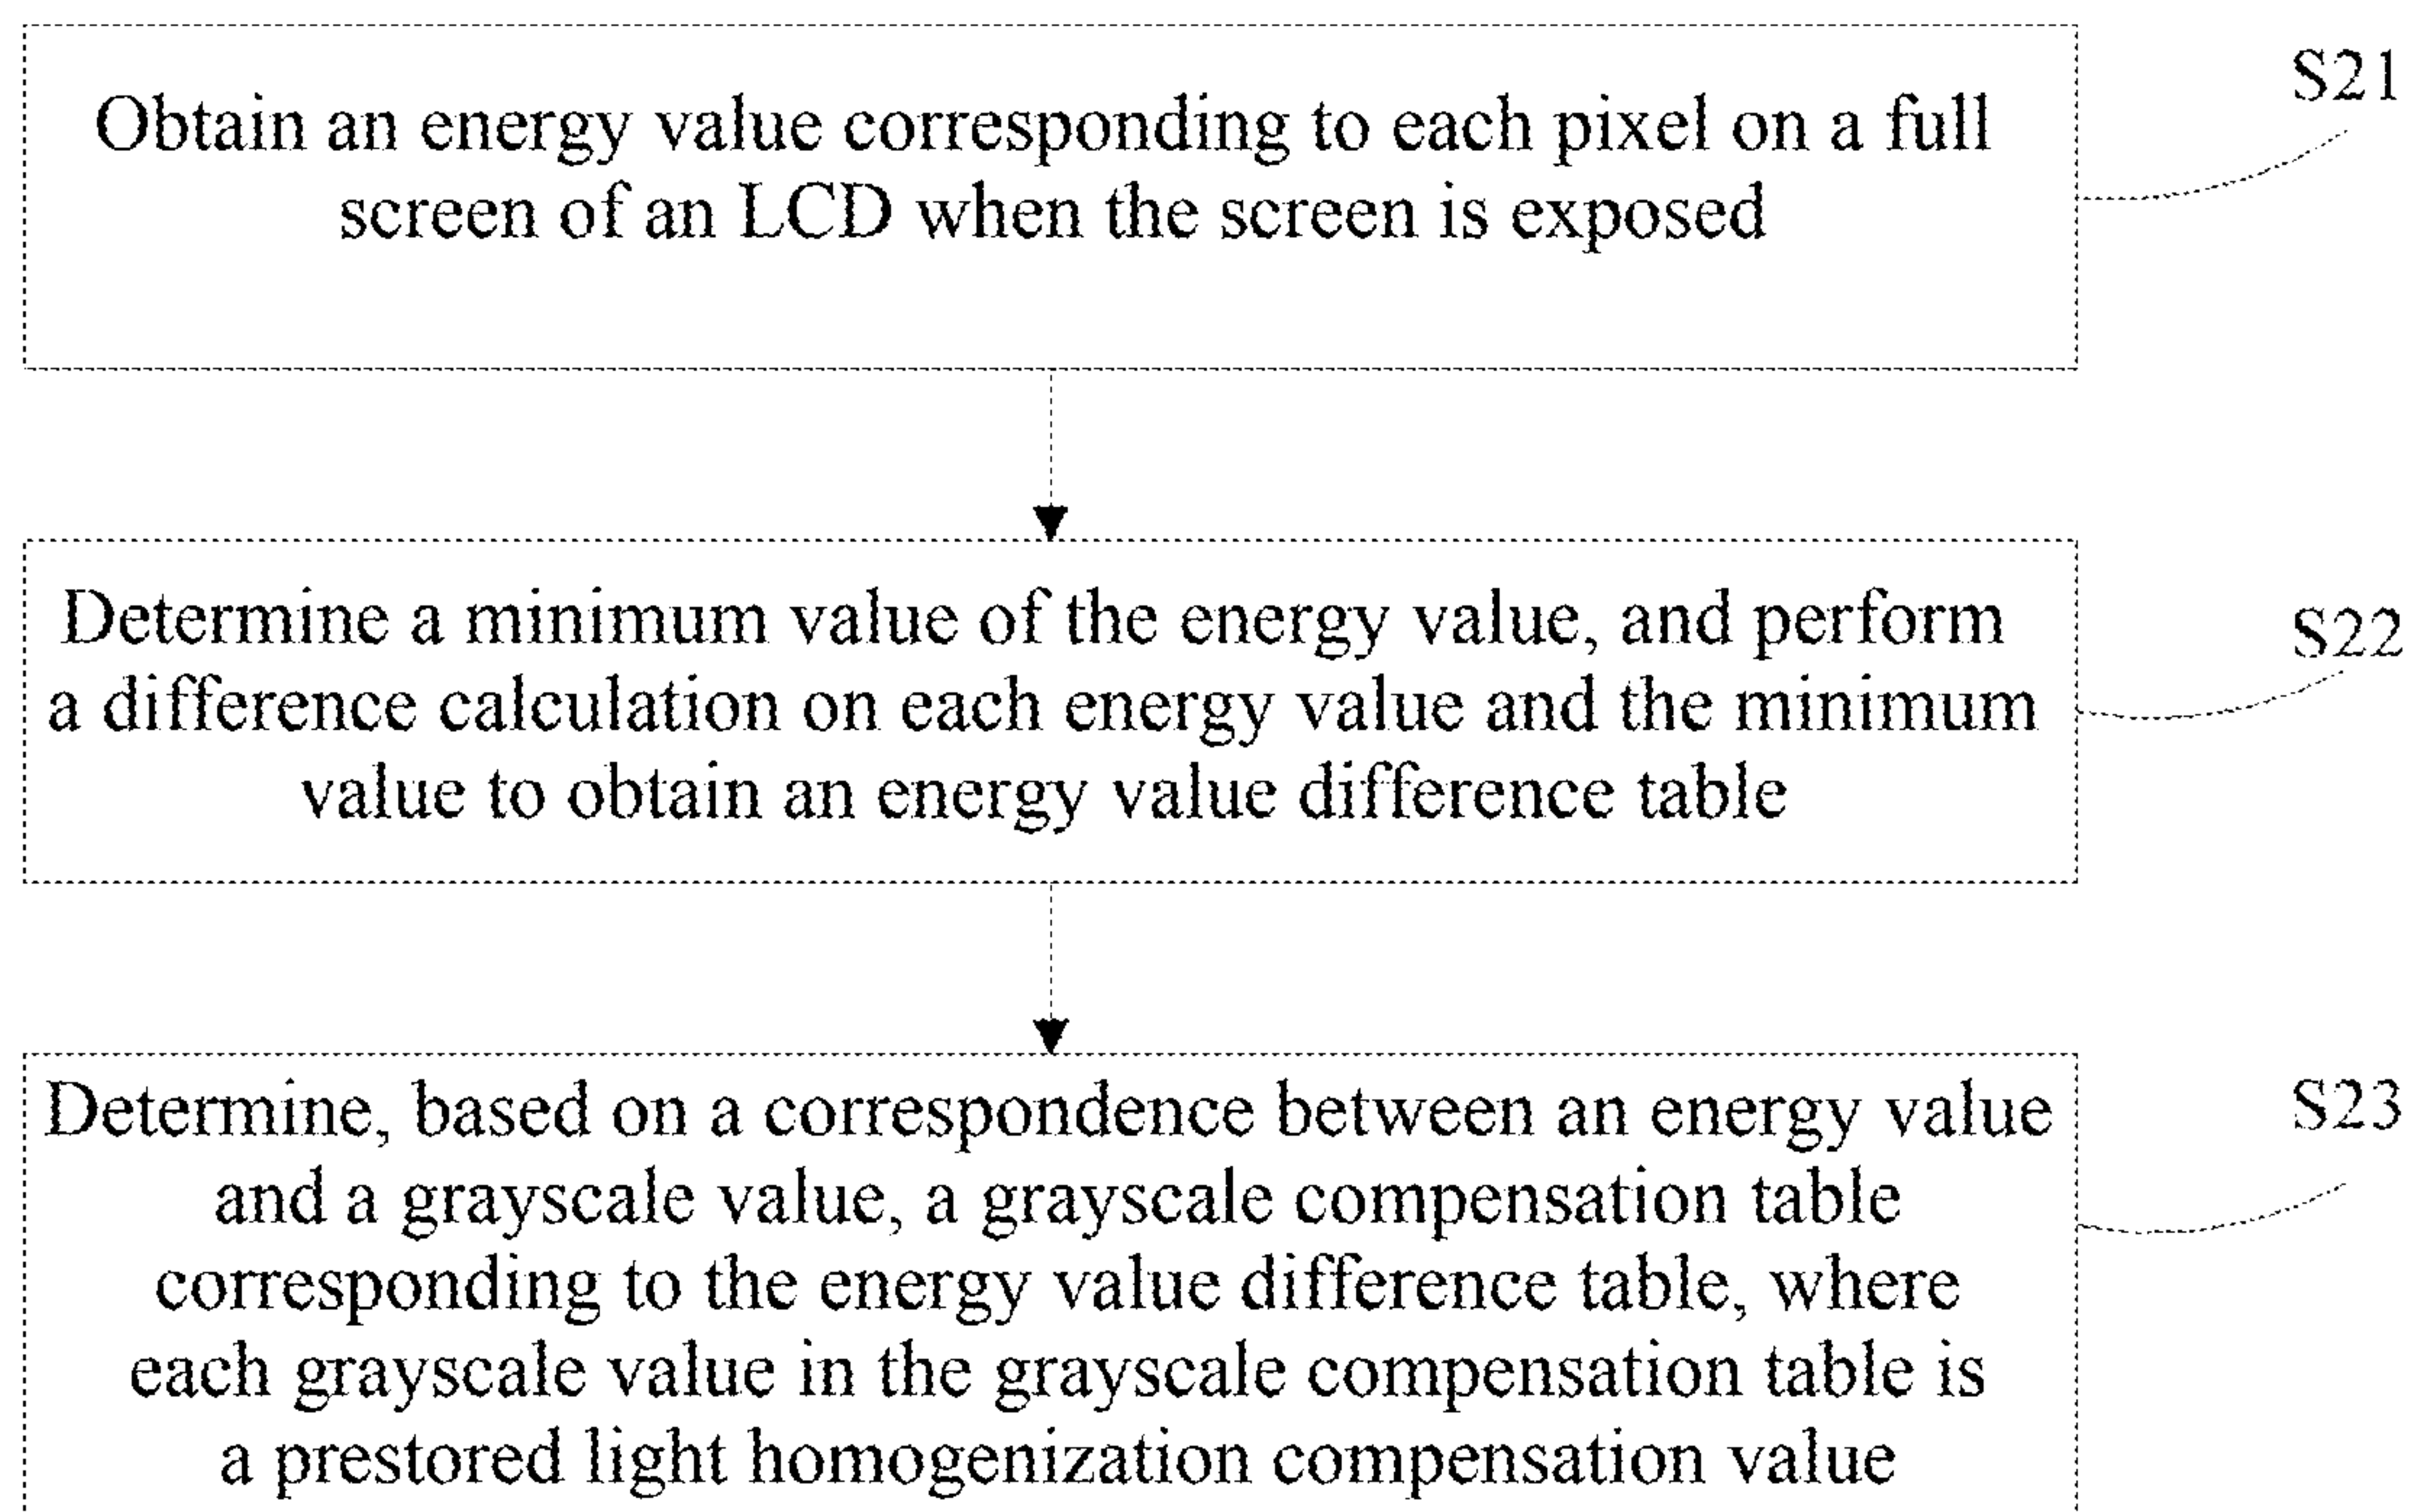 Obtain an energy value corresponding to each pixel on a full
screen of an LCD when the screen is exposed
S21
Determine a minimum value of the energy value, and perform
a difference calculation on each energy value and the minimum
value to obtain an energy value difference table
S22
Determine, based on a correspondence between an energy value
and a grayscale value, a grayscale compensation table
corresponding to the energy value difference table, where
each grayscale value in the grayscale compensation table is
a prestored light homogenization compensation value
S23